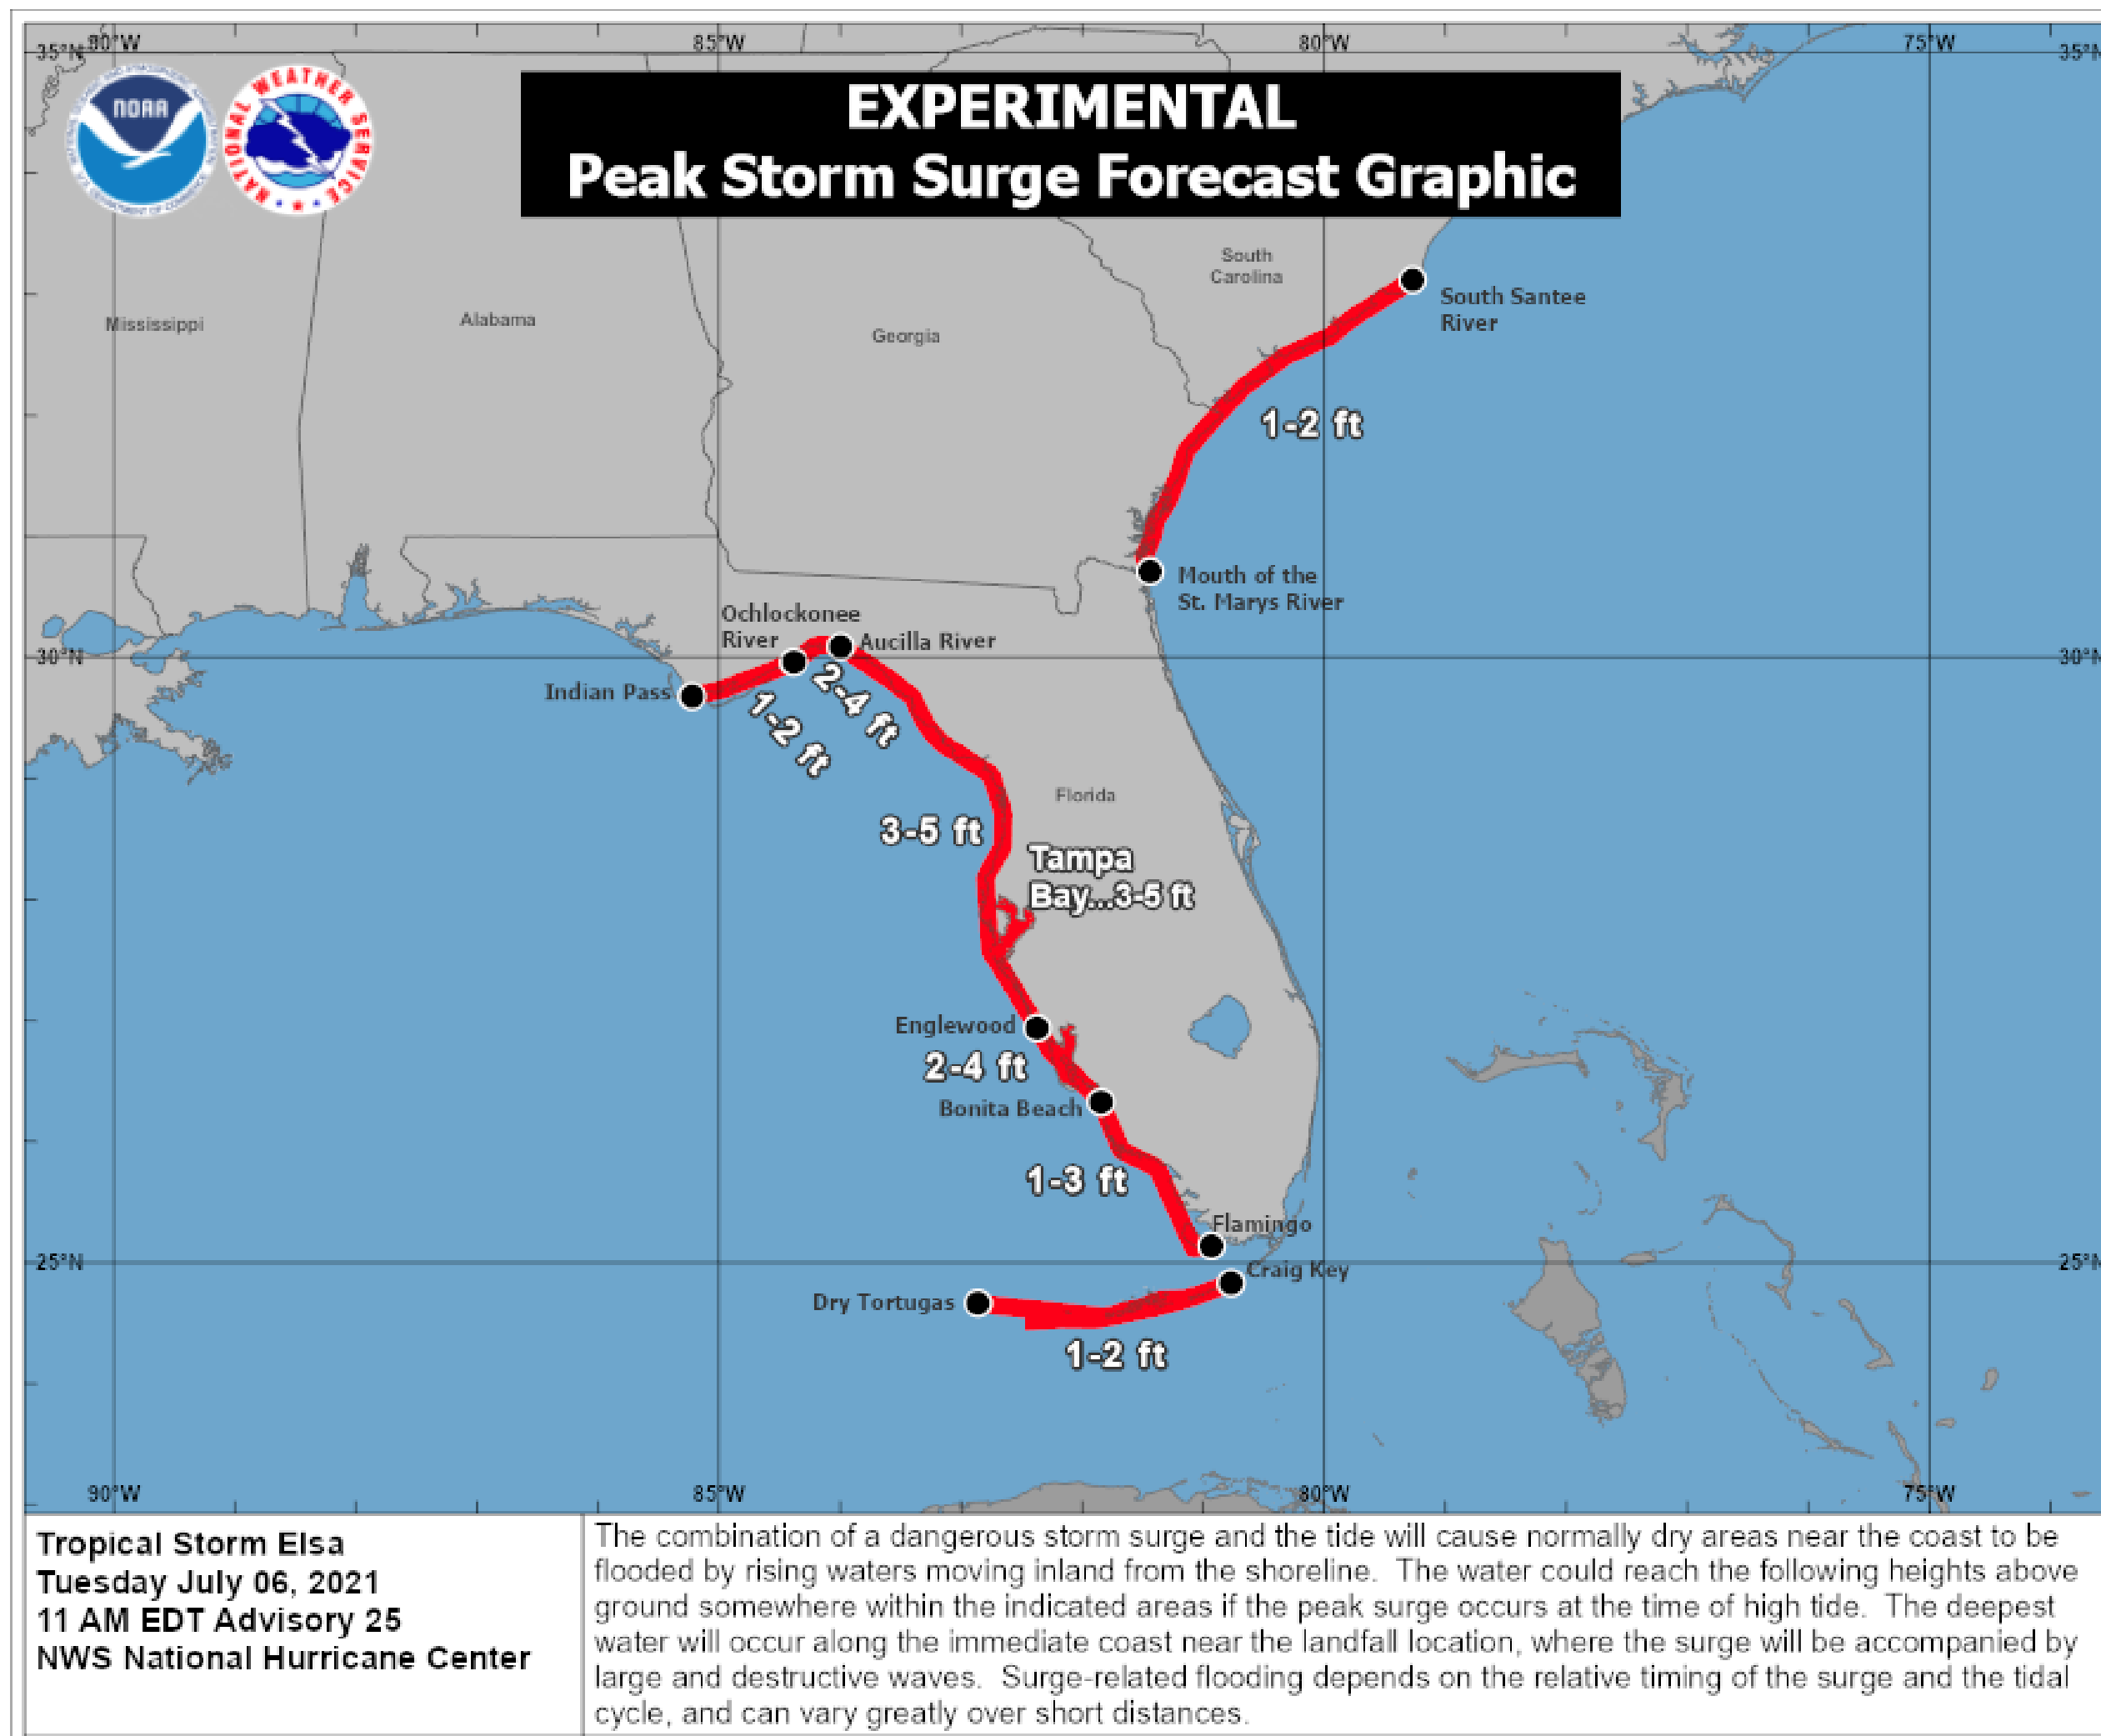 35°N
90°W
85°W
80°W
75°W
35°N
NOAA
NATIONAL WEATHER SERVICE
EXPERIMENTAL
Peak Storm Surge Forecast Graphic
South
Carolina
South Santee
River
Mississippi
Alabama
Georgia
1-2 ft
Mouth of the
St. Marys River
Ochlockonee
River
Aucilla River
30°N
30°N
Indian Pass
2-4 ft
1-2 ft
Florida
3-5 ft
Tampa
Bay...3-5 ft
Englewood
2-4 ft
Bonita Beach
1-3 ft
Flamingo
25°N
25°N
Craig Key
Dry Tortugas
1-2 ft
90°W
85°W
80°W
75°W
Tropical Storm Elsa
Tuesday July 06, 2021
11 AM EDT Advisory 25
NWS National Hurricane Center
The combination of a dangerous storm surge and the tide will cause normally dry areas near the coast to be
flooded by rising waters moving inland from the shoreline.  The water could reach the following heights above
ground somewhere within the indicated areas if the peak surge occurs at the time of high tide.  The deepest
water will occur along the immediate coast near the landfall location, where the surge will be accompanied by
large and destructive waves.  Surge-related flooding depends on the relative timing of the surge and the tidal
cycle, and can vary greatly over short distances.